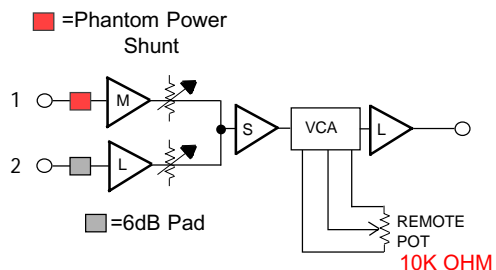 =Phantom Power
Shunt
1
M
2
L
S
VCA
L
=6dB Pad
REMOTE
POT
10K OHM